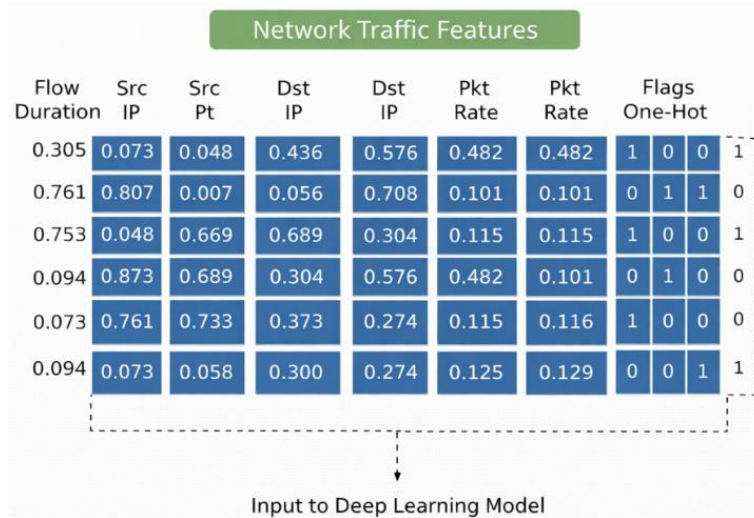 Network Traffic Features
Flow Duration Src IP Src Pt Dst IP Dst IP Pkt Rate Pkt Rate Flags One-Hot
0.305 0.073 0.048 0.436 0.576 0.482 0.482 1 0 0 1
0.761 0.807 0.007 0.056 0.708 0.101 0.101 0 1 1 0
0.753 0.048 0.669 0.689 0.304 0.115 0.115 1 0 0 1
0.094 0.873 0.689 0.304 0.576 0.482 0.101 0 1 0 0
0.073 0.761 0.733 0.373 0.274 0.115 0.116 1 0 0 0
0.094 0.073 0.058 0.300 0.274 0.125 0.129 0 0 1 1
Input to Deep Learning Model